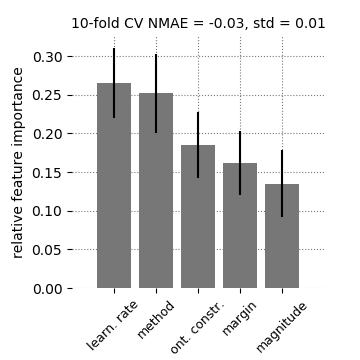 10-fold CV NMAE = -0.03, std = 0.01
relative feature importance
0.30
0.25
0.20
0.15
0.10
0.05
0.00
learn. rate
method
ont. constr.
margin
magnitude